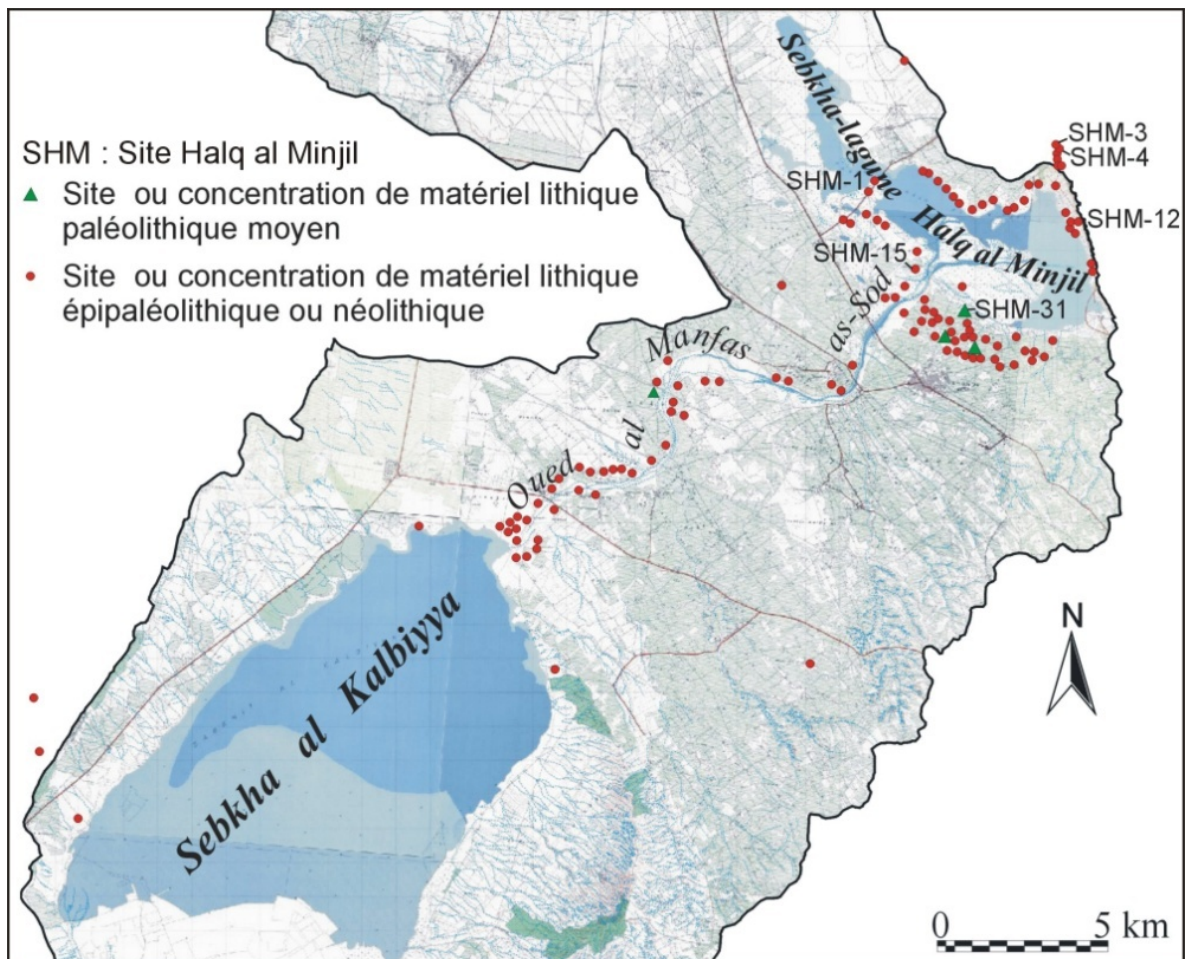 SHM : Site Halq al Minjil
Site ou concentration de matériel lithique
paléolithique moyen
Site ou concentration de matériel lithique
épipaléolithique ou néolithique
Sebkha-lagune Halq al Minjil
SHM-3
SHM-4
SHM-1
SHM-12
SHM-15
SHM-31
Oued al Manfas as-Sod
Sebkha al Kalbiyya
N
0 5 km